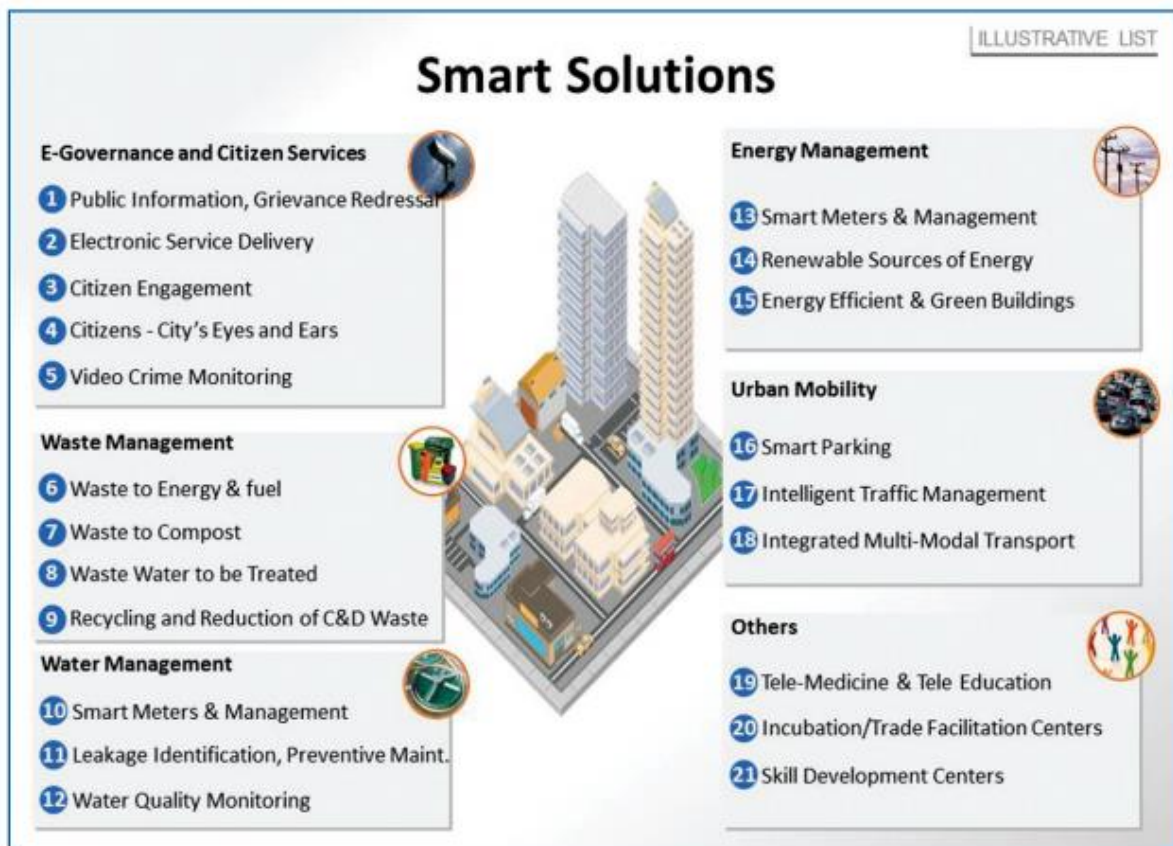 ILLUSTRATIVE LIST
Smart Solutions
E-Governance and Citizen Services
1 Public Information, Grievance Redressal
2 Electronic Service Delivery
3 Citizen Engagement
4 Citizens - City's Eyes and Ears
5 Video Crime Monitoring
Waste Management
6 Waste to Energy & fuel
7 Waste to Compost
8 Waste Water to be Treated
9 Recycling and Reduction of C&D Waste
Water Management
10 Smart Meters & Management
11 Leakage Identification, Preventive Maint.
12 Water Quality Monitoring
Energy Management
13 Smart Meters & Management
14 Renewable Sources of Energy
15 Energy Efficient & Green Buildings
Urban Mobility
16 Smart Parking
17 Intelligent Traffic Management
18 Integrated Multi-Modal Transport
Others
19 Tele-Medicine & Tele Education
20 Incubation/Trade Facilitation Centers
21 Skill Development Centers